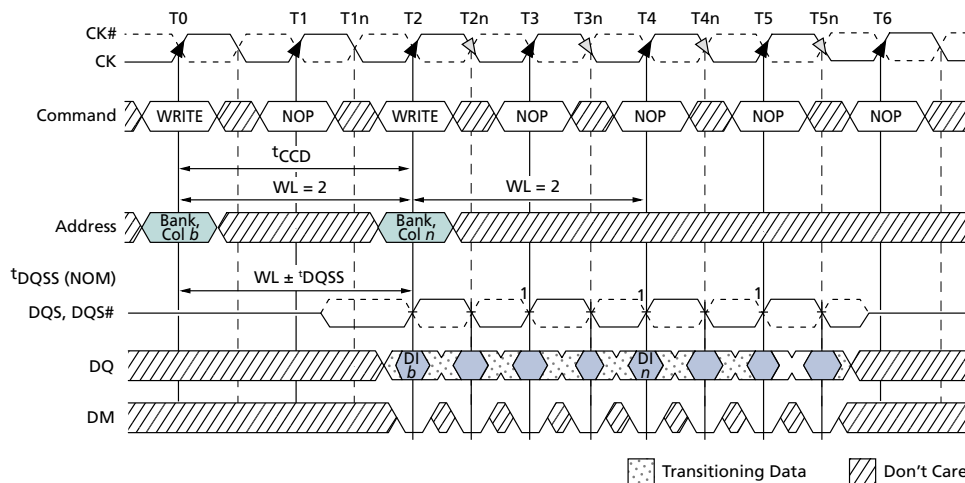 T0 T1 T1n T2 T2n T3 T3n T4 T4n T5 T5n T6
CK#
CK
Command WRITE NOP WRITE NOP NOP NOP NOP
tCCD
WL = 2 WL = 2
Address Bank, Col b Bank, Col n
tDQSS (NOM) WL ± tDQSS
DQS, DQS# 1 1 1
DQ DI b DI n
DM
Transitioning Data Don't Care